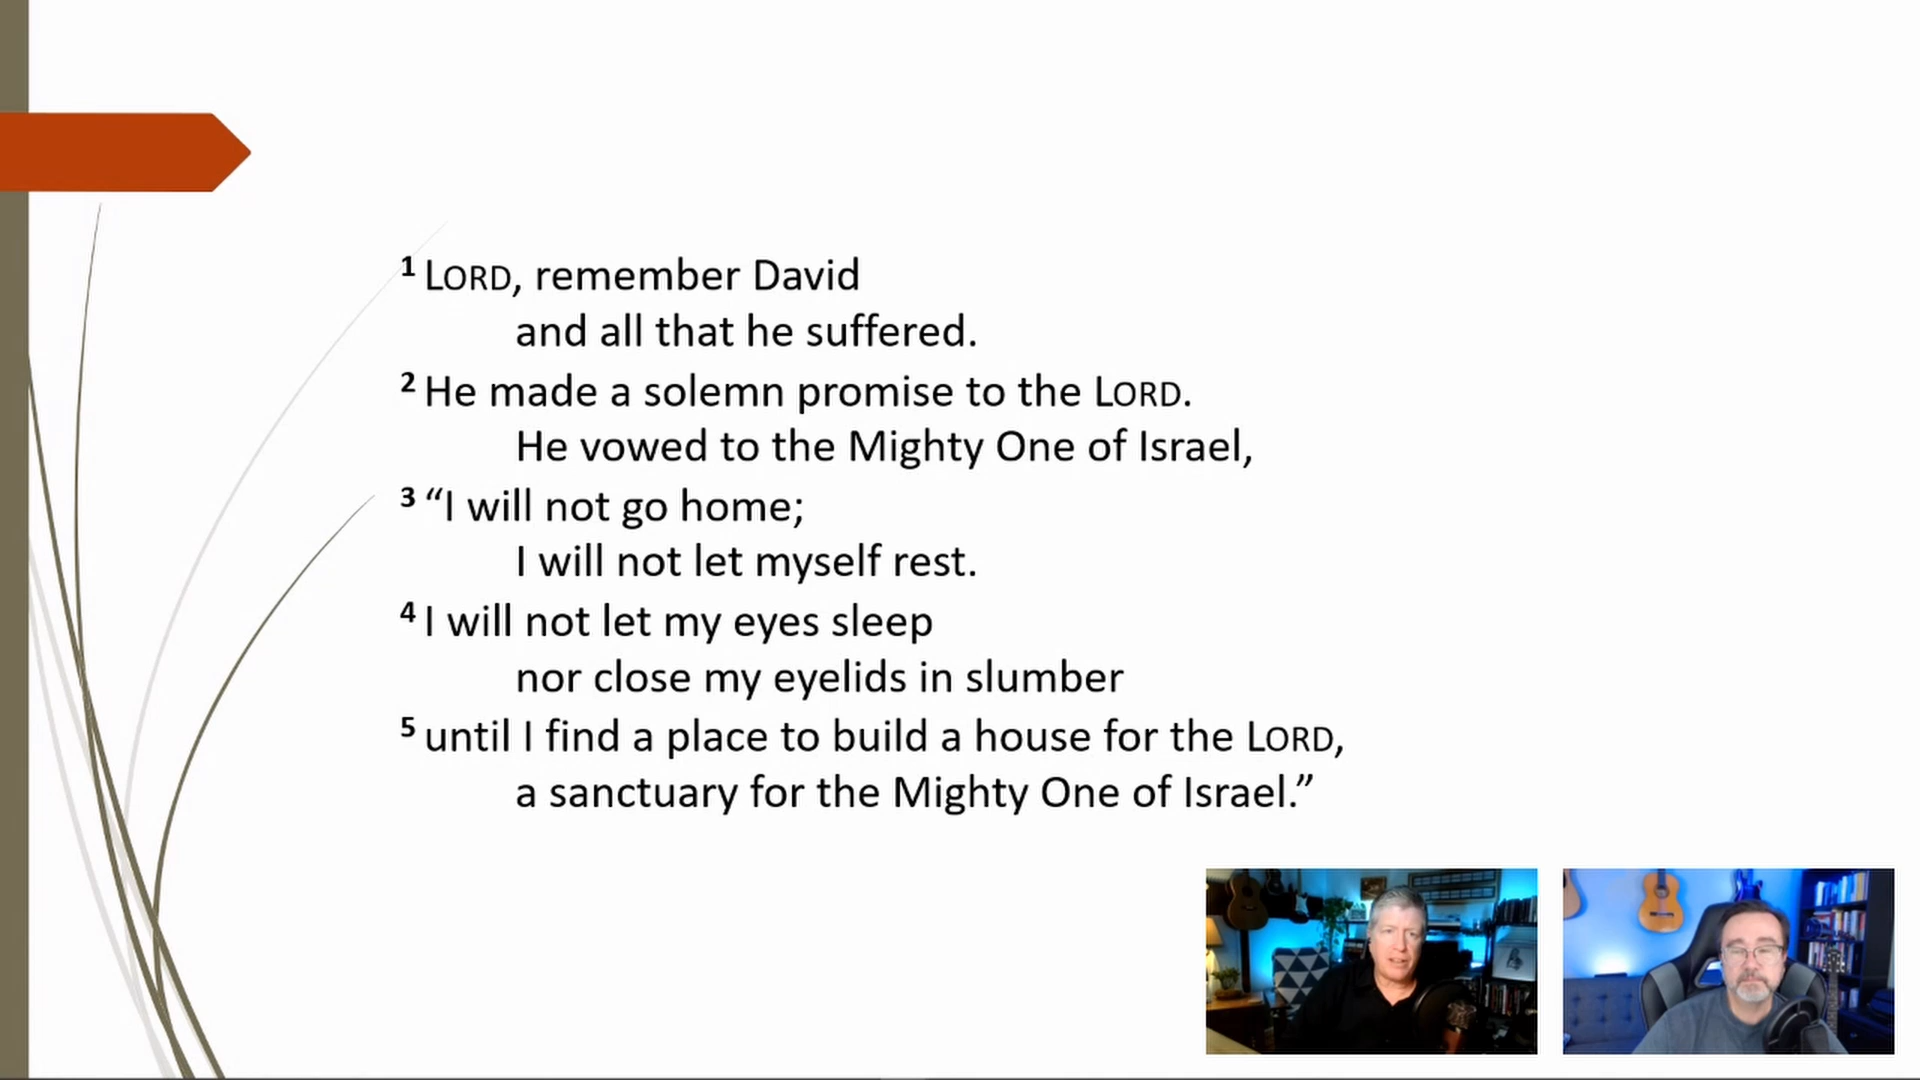 1 LORD, remember David
and all that he suffered.
2 He made a solemn promise to the LORD.
He vowed to the Mighty One of Israel,
3 “I will not go home;
I will not let myself rest.
4 I will not let my eyes sleep
nor close my eyelids in slumber
5 until I find a place to build a house for the LORD,
a sanctuary for the Mighty One of Israel.”